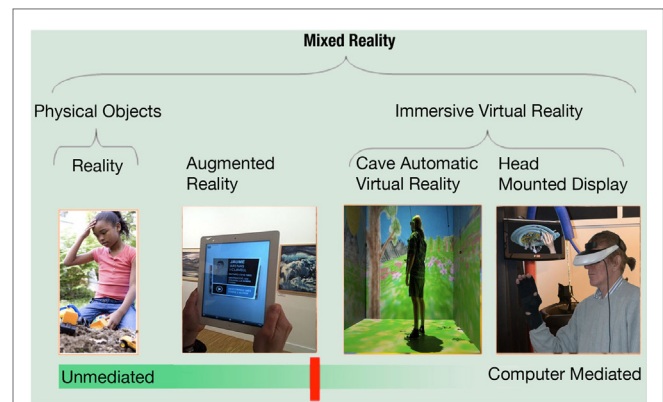 Mixed Reality
Physical Objects
Immersive Virtual Reality
Reality
Augmented
Reality
Cave Automatic
Virtual Reality
Head
Mounted Display
JAUME
Unmediated
Computer Mediated